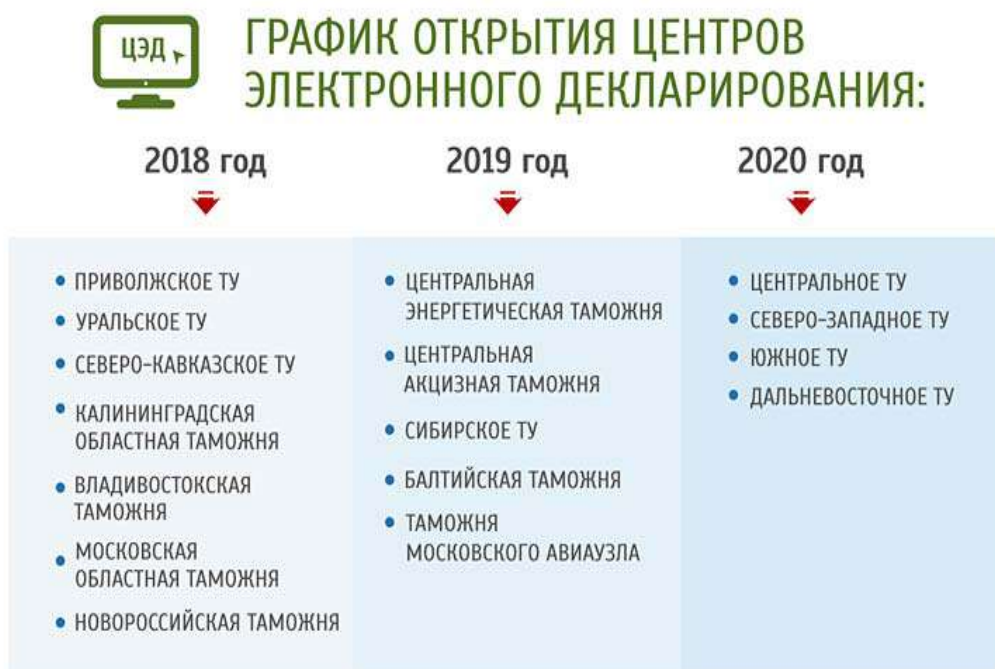 ЦЭД
ГРАФИК ОТКРЫТИЯ ЦЕНТРОВ
ЭЛЕКТРОННОГО ДЕКЛАРИРОВАНИЯ:
2018 год
ПРИВОЛЖСКОЕ ТУ
УРАЛЬСКОЕ ТУ
СЕВЕРО-КАВКАЗСКОЕ ТУ
КАЛИНИНГРАДСКАЯ
ОБЛАСТНАЯ ТАМОЖНЯ
ВЛАДИВОСТОКСКАЯ
ТАМОЖНЯ
МОСКОВСКАЯ
ОБЛАСТНАЯ ТАМОЖНЯ
НОВОРОССИЙСКАЯ ТАМОЖНЯ
2019 год
ЦЕНТРАЛЬНАЯ
ЭНЕРГЕТИЧЕСКАЯ ТАМОЖНЯ
ЦЕНТРАЛЬНАЯ
АКЦИЗНАЯ ТАМОЖНЯ
СИБИРСКОЕ ТУ
БАЛТИЙСКАЯ ТАМОЖНЯ
ТАМОЖНЯ
МОСКОВСКОГО АВИАУЗЛА
2020 год
ЦЕНТРАЛЬНОЕ ТУ
СЕВЕРО-ЗАПАДНОЕ ТУ
ЮЖНОЕ ТУ
ДАЛЬНЕВОСТОЧНОЕ ТУ